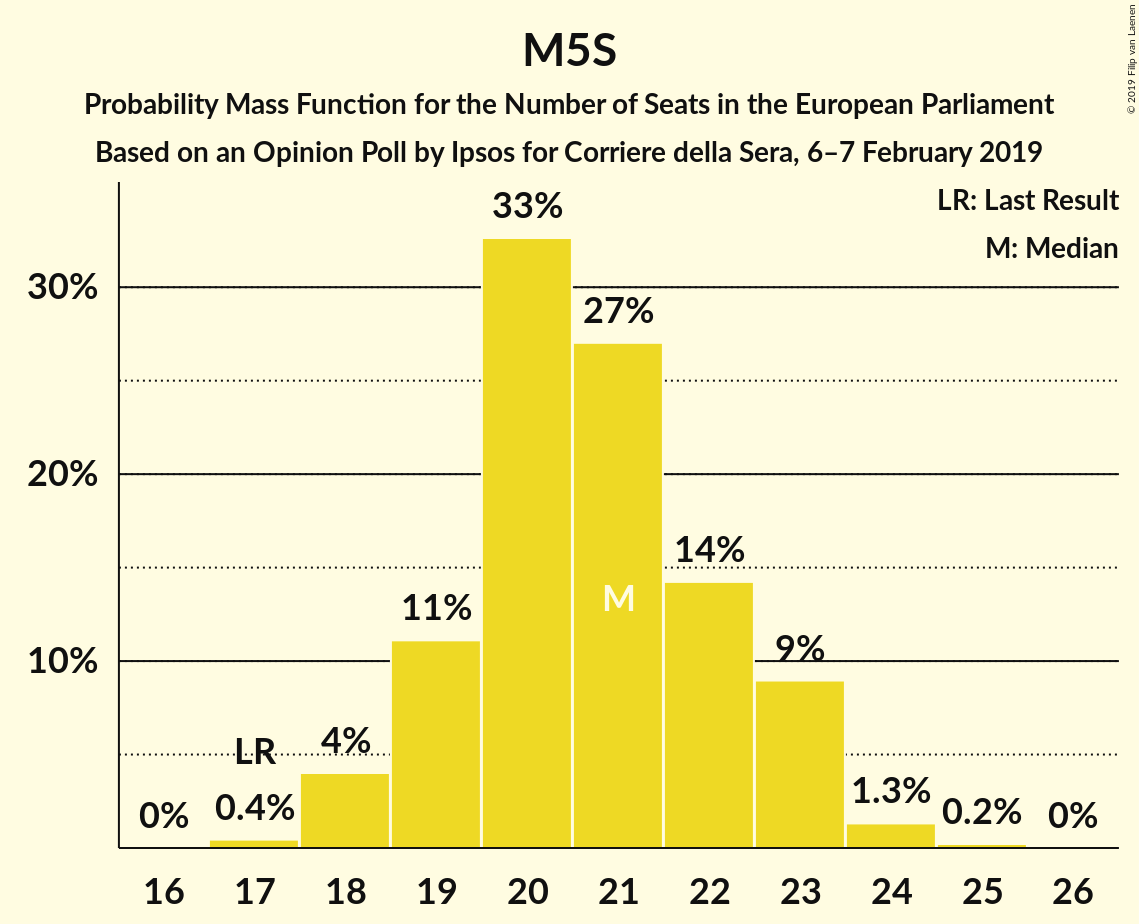 M5S
Probability Mass Function for the Number of Seats in the European Parliament
Based on an Opinion Poll by Ipsos for Corriere della Sera, 6–7 February 2019
© 2019 Filip van Laenen
LR: Last Result
M: Median
33%
30%
27%
20%
14%
M
11%
9%
10%
LR
4%
0%
0.4%
1.3%
0.2%
0%
16 17 18 19 20 21 22 23 24 25 26